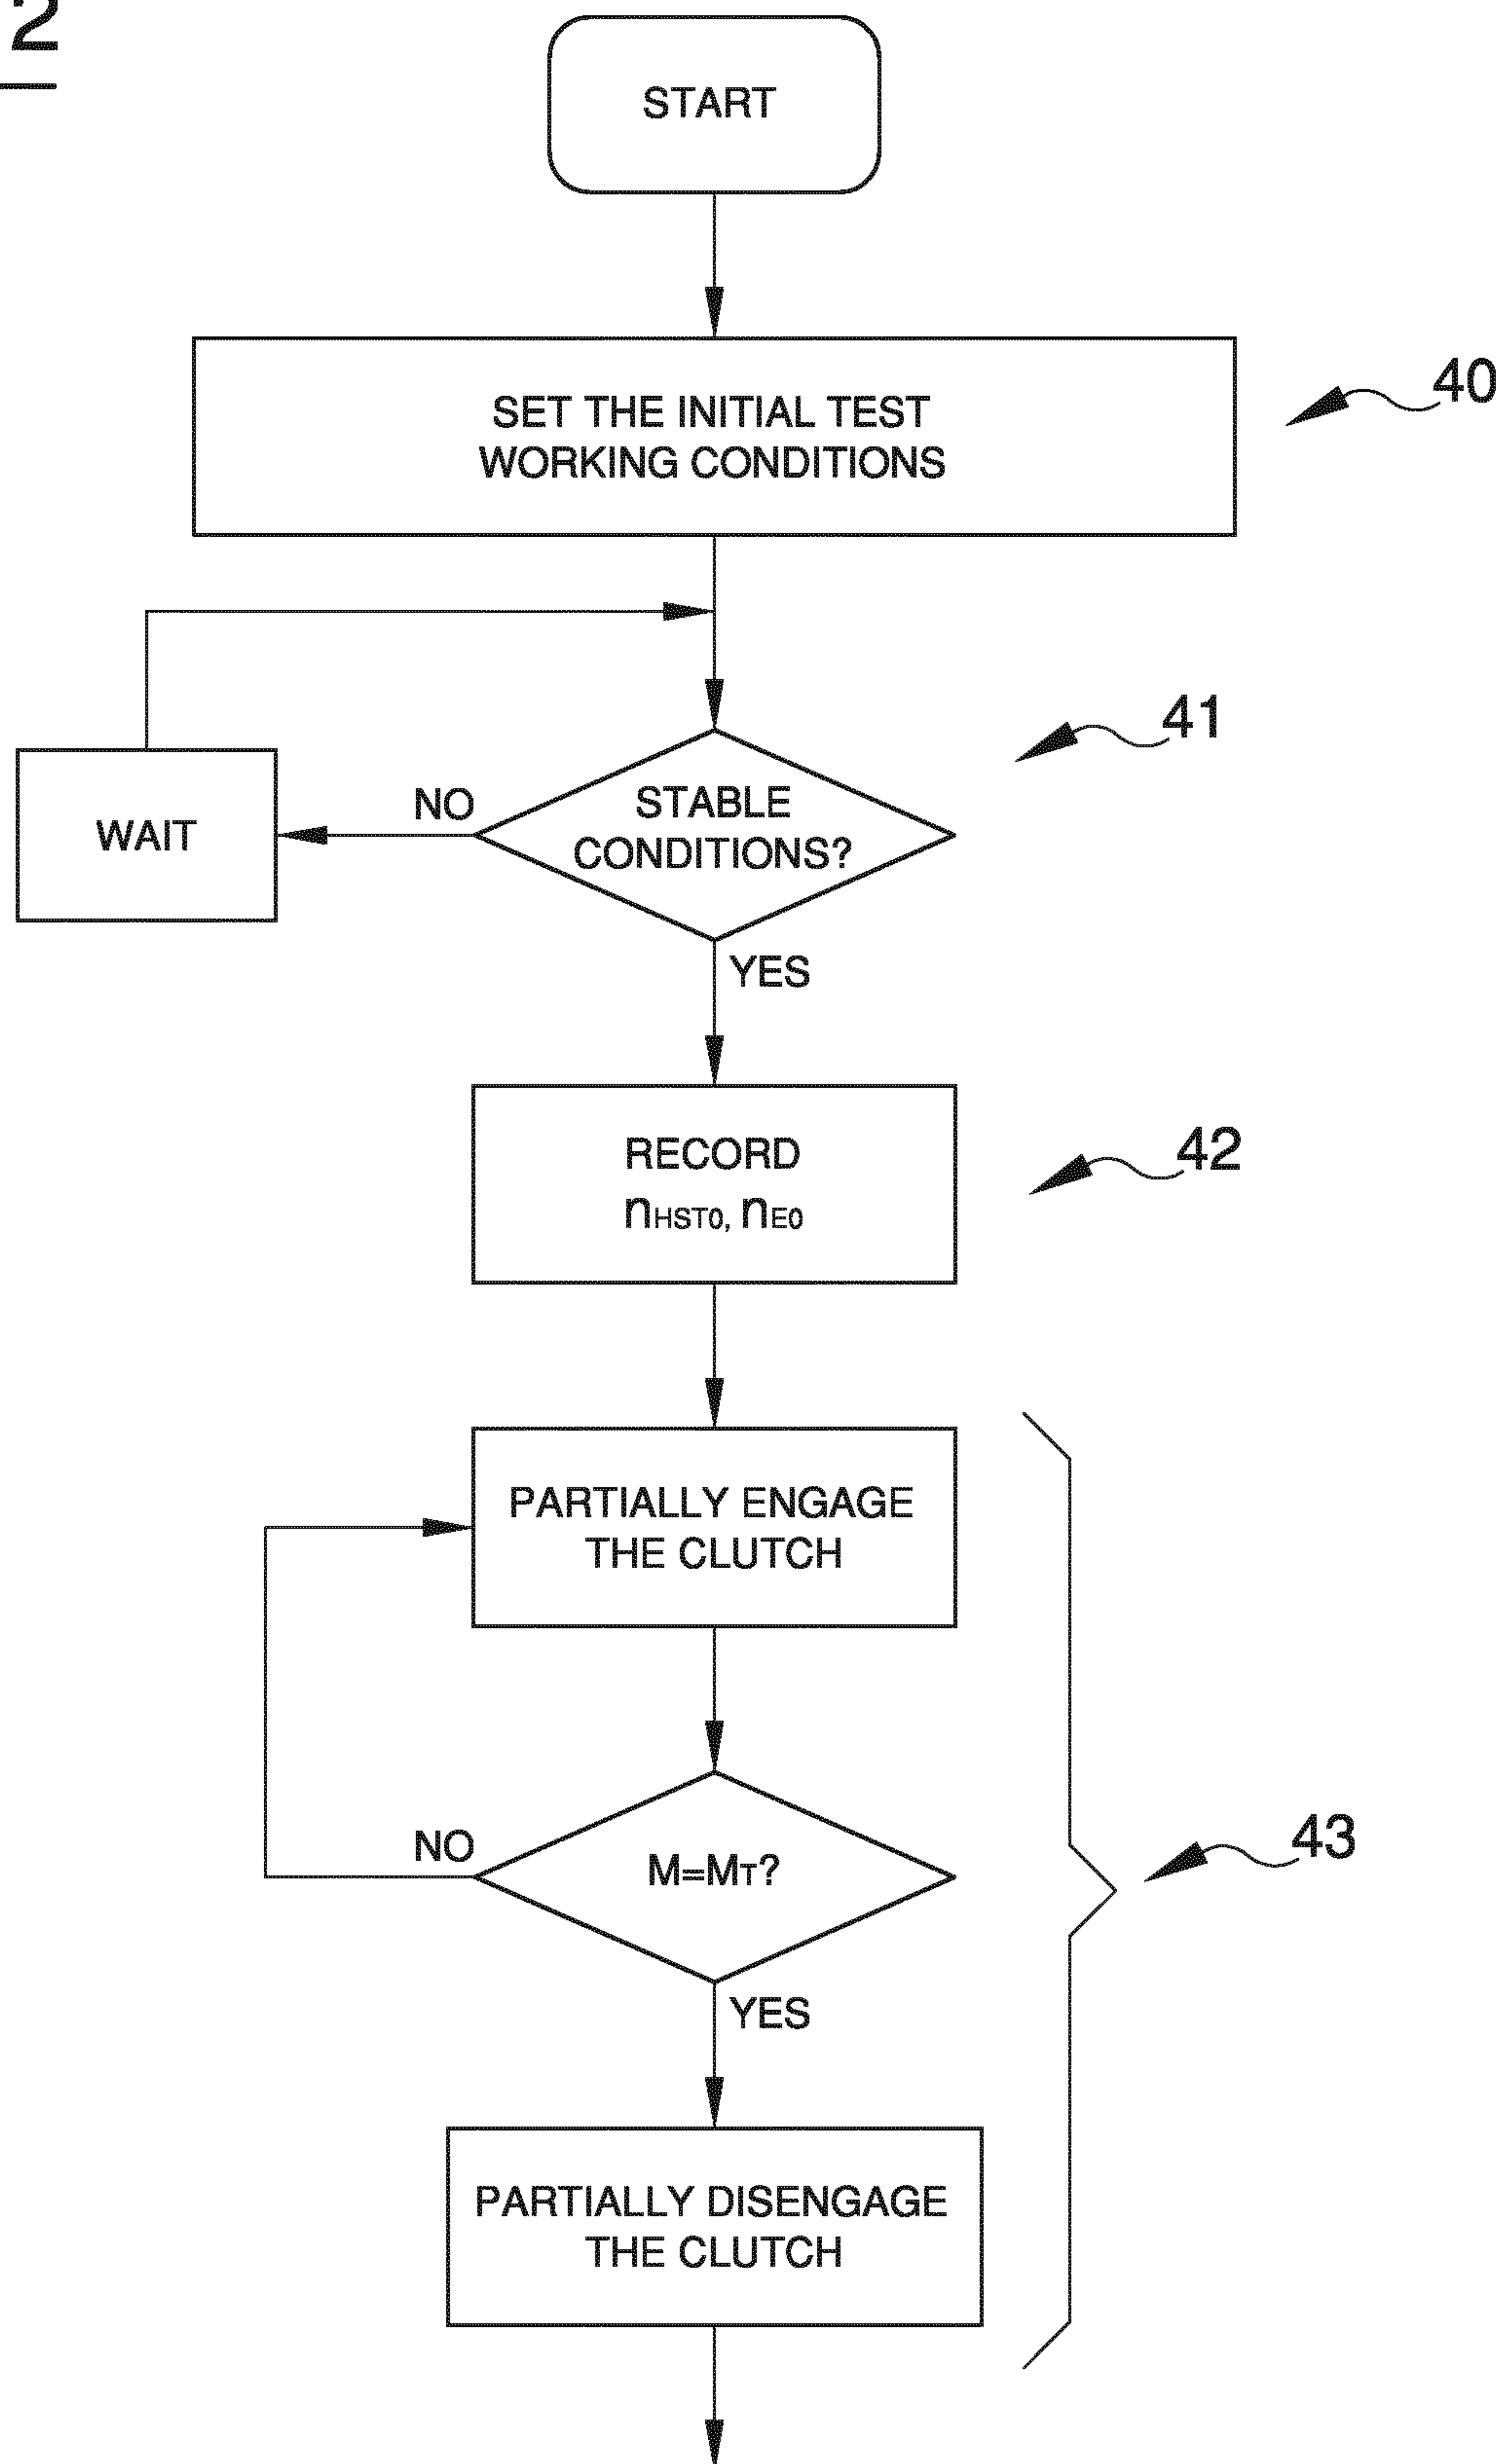 2
START
SET THE INITIAL TEST
WORKING CONDITIONS
40
41
STABLE
CONDITIONS?
NO
WAIT
YES
RECORD
nHST0, nE0
42
PARTIALLY ENGAGE
THE CLUTCH
NO
M=MT?
43
YES
PARTIALLY DISENGAGE
THE CLUTCH